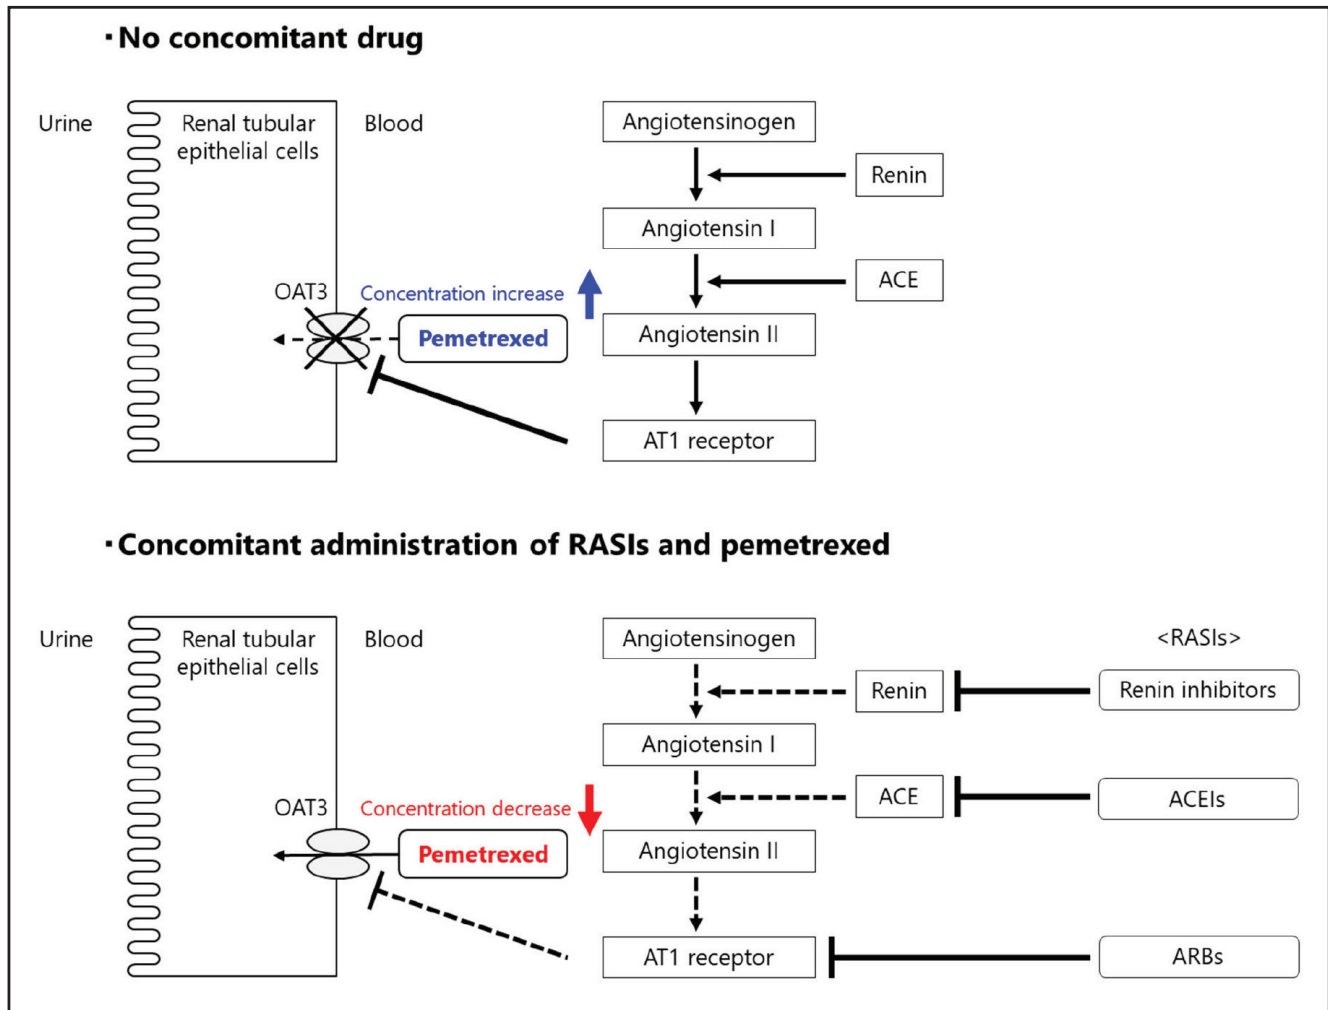 · No concomitant drug
Urine
Renal tubular
epithelial cells
Blood
Angiotensinogen
Renin
Angiotensin I
ACE
OAT3
Concentration increase
Pemetrexed
Angiotensin II
AT1 receptor
· Concomitant administration of RASIs and pemetrexed
Urine
Renal tubular
epithelial cells
Blood
Angiotensinogen
<RASIs>
Renin
Renin inhibitors
Angiotensin I
OAT3
Concentration decrease
ACE
ACEIs
Pemetrexed
Angiotensin II
AT1 receptor
ARBs